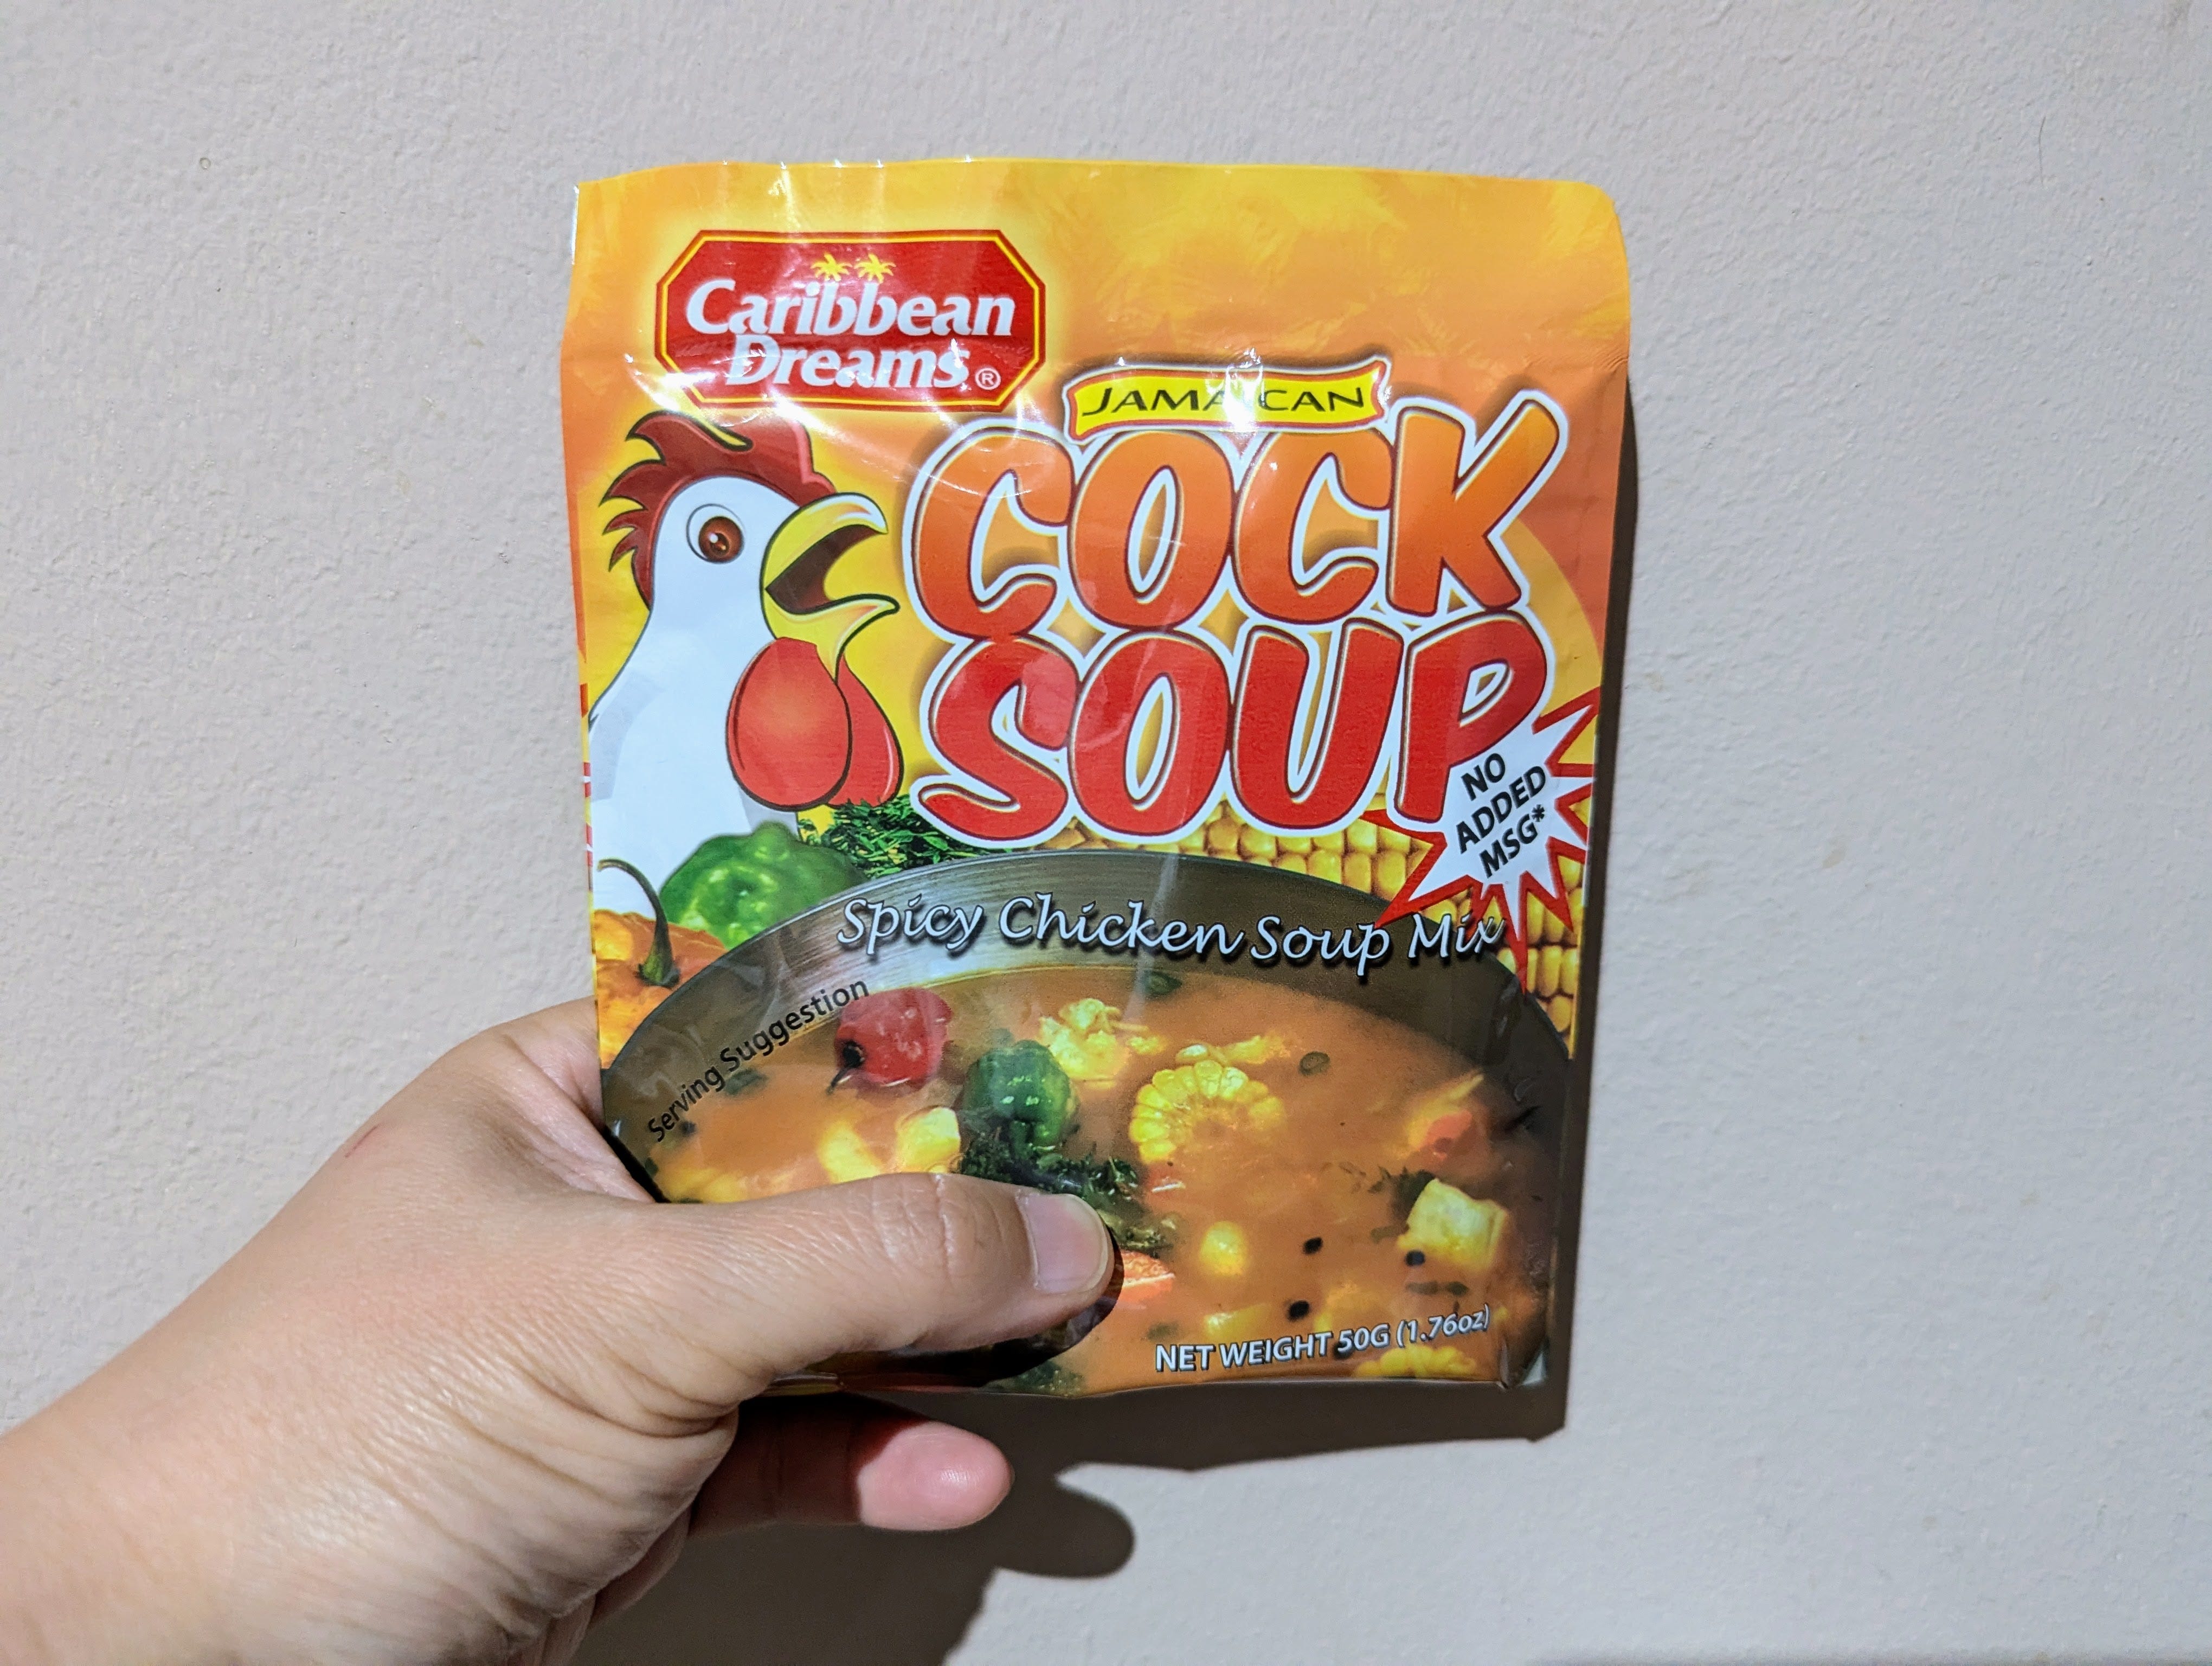 Caribbean
Dreams®
JAMAICAN
COCK
SOUP
NO
ADDED
MSG*
Spicy Chicken Soup Mix
Serving Suggestion
NET WEIGHT 50G (1.76oz)